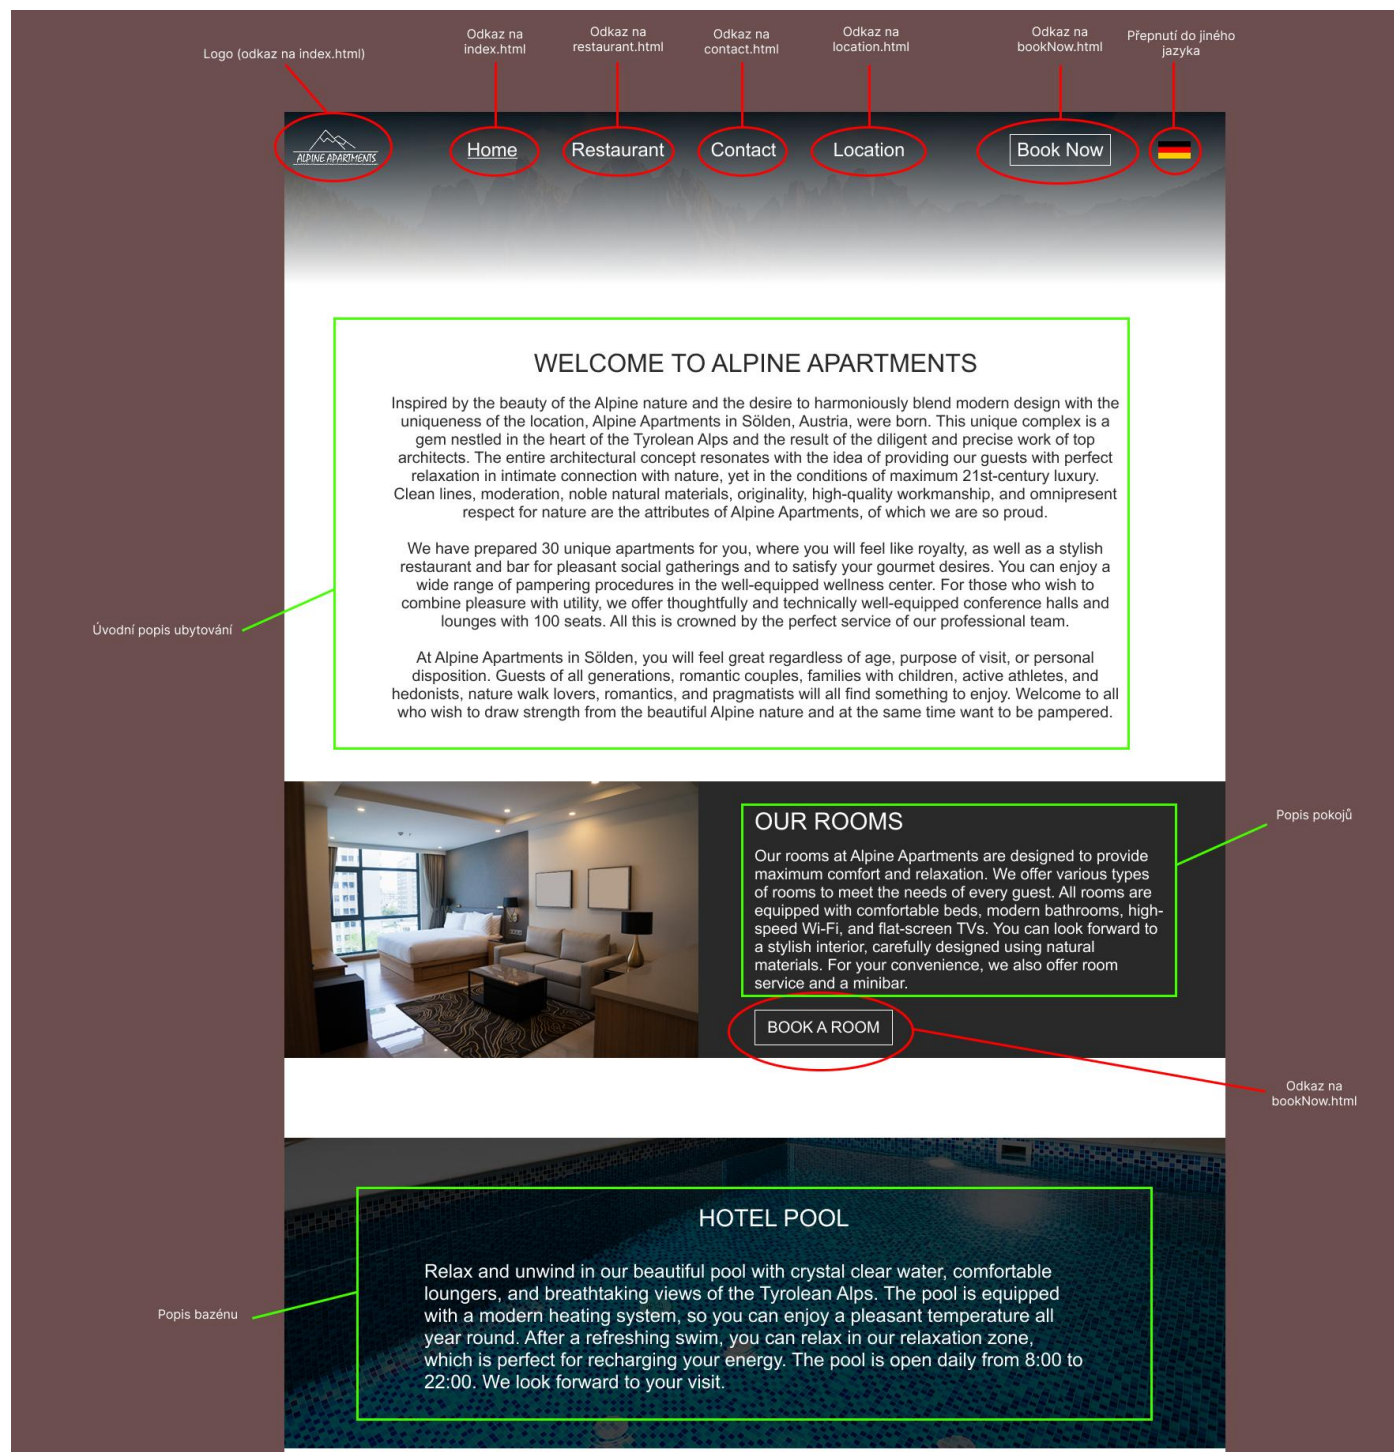 Logo (odkaz na index.html)
Odkaz na
index.html
Odkaz na
restaurant.html
Odkaz na
contact.html
Odkaz na
location.html
Odkaz na
bookNow.html
Přepnutí do jiného
jazyka
ALPINE APARTMENTS
Home
Restaurant
Contact
Location
Book Now
WELCOME TO ALPINE APARTMENTS
Inspired by the beauty of the Alpine nature and the desire to harmoniously blend modern design with the
uniqueness of the location, Alpine Apartments in Sölden, Austria, were born. This unique complex is a
gem nestled in the heart of the Tyrolean Alps and the result of the diligent and precise work of top
architects. The entire architectural concept resonates with the idea of providing our guests with perfect
relaxation in intimate connection with nature, yet in the conditions of maximum 21st-century luxury.
Clean lines, moderation, noble natural materials, originality, high-quality workmanship, and omnipresent
respect for nature are the attributes of Alpine Apartments, of which we are so proud.
We have prepared 30 unique apartments for you, where you will feel like royalty, as well as a stylish
restaurant and bar for pleasant social gatherings and to satisfy your gourmet desires. You can enjoy a
wide range of pampering procedures in the well-equipped wellness center. For those who wish to
combine pleasure with utility, we offer thoughtfully and technically well-equipped conference halls and
lounges with 100 seats. All this is crowned by the perfect service of our professional team.
At Alpine Apartments in Sölden, you will feel great regardless of age, purpose of visit, or personal
disposition. Guests of all generations, romantic couples, families with children, active athletes, and
hedonists, nature walk lovers, romantics, and pragmatists will all find something to enjoy. Welcome to all
who wish to draw strength from the beautiful Alpine nature and at the same time want to be pampered.
Úvodní popis ubytování
OUR ROOMS
Our rooms at Alpine Apartments are designed to provide
maximum comfort and relaxation. We offer various types
of rooms to meet the needs of every guest. All rooms are
equipped with comfortable beds, modern bathrooms, high-
speed Wi-Fi, and flat-screen TVs. You can look forward to
a stylish interior, carefully designed using natural
materials. For your convenience, we also offer room
service and a minibar.
BOOK A ROOM
Popis pokojů
Odkaz na
bookNow.html
HOTEL POOL
Relax and unwind in our beautiful pool with crystal clear water, comfortable
loungers, and breathtaking views of the Tyrolean Alps. The pool is equipped
with a modern heating system, so you can enjoy a pleasant temperature all
year round. After a refreshing swim, you can relax in our relaxation zone,
which is perfect for recharging your energy. The pool is open daily from 8:00 to
22:00. We look forward to your visit.
Popis bazénu